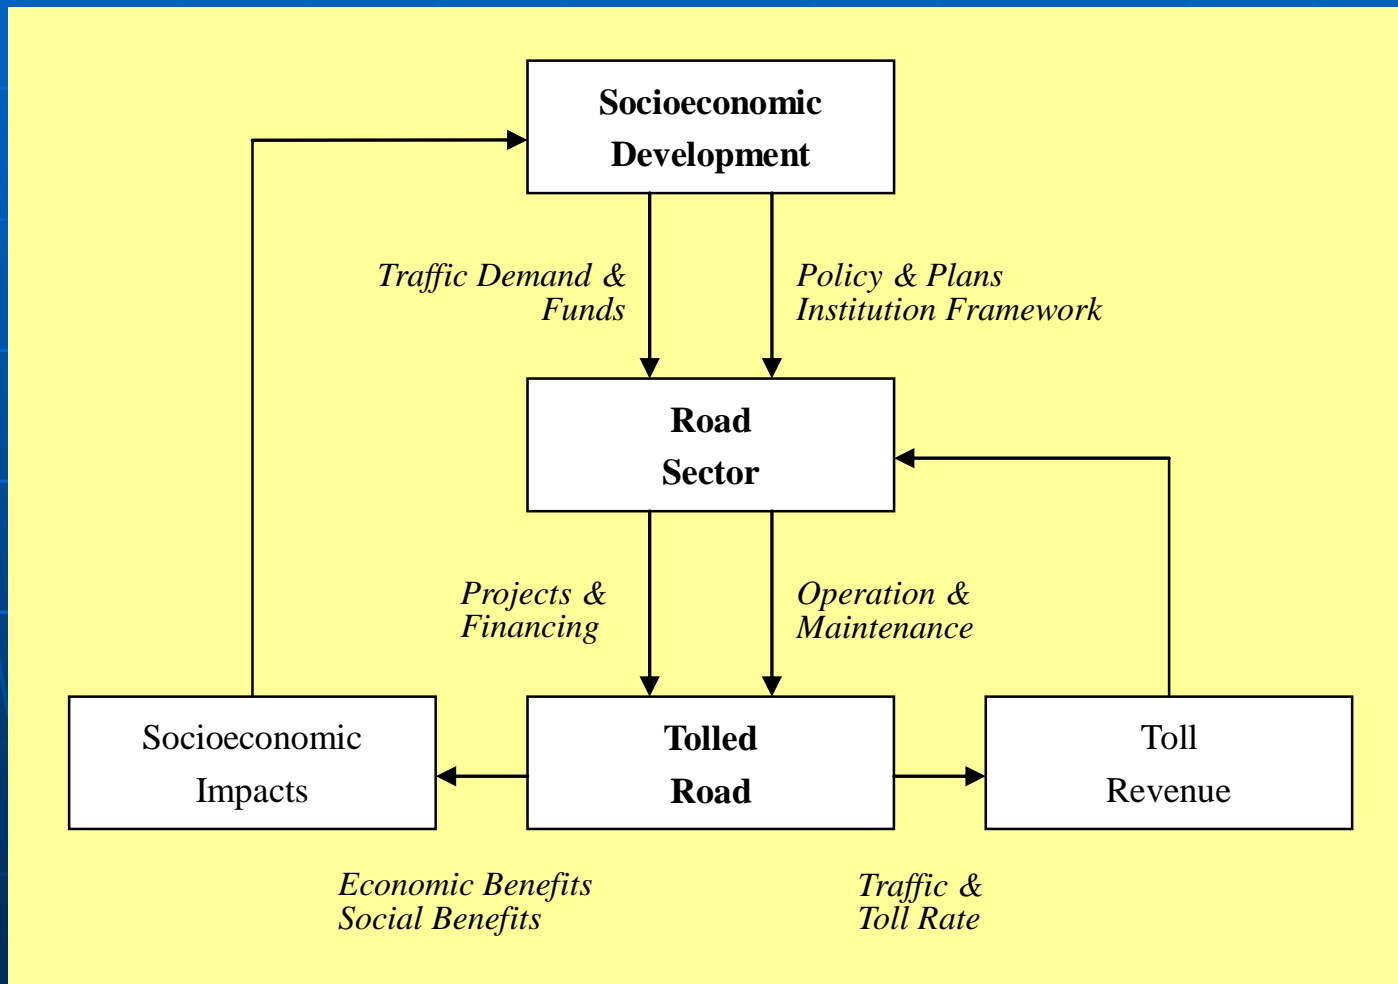 Socioeconomic
Development
Traffic Demand &
Funds
Policy & Plans
Institution Framework
Road
Sector
Projects &
Financing
Operation &
Maintenance
Socioeconomic
Impacts
Tolled
Road
Toll
Revenue
Economic Benefits
Social Benefits
Traffic &
Toll Rate